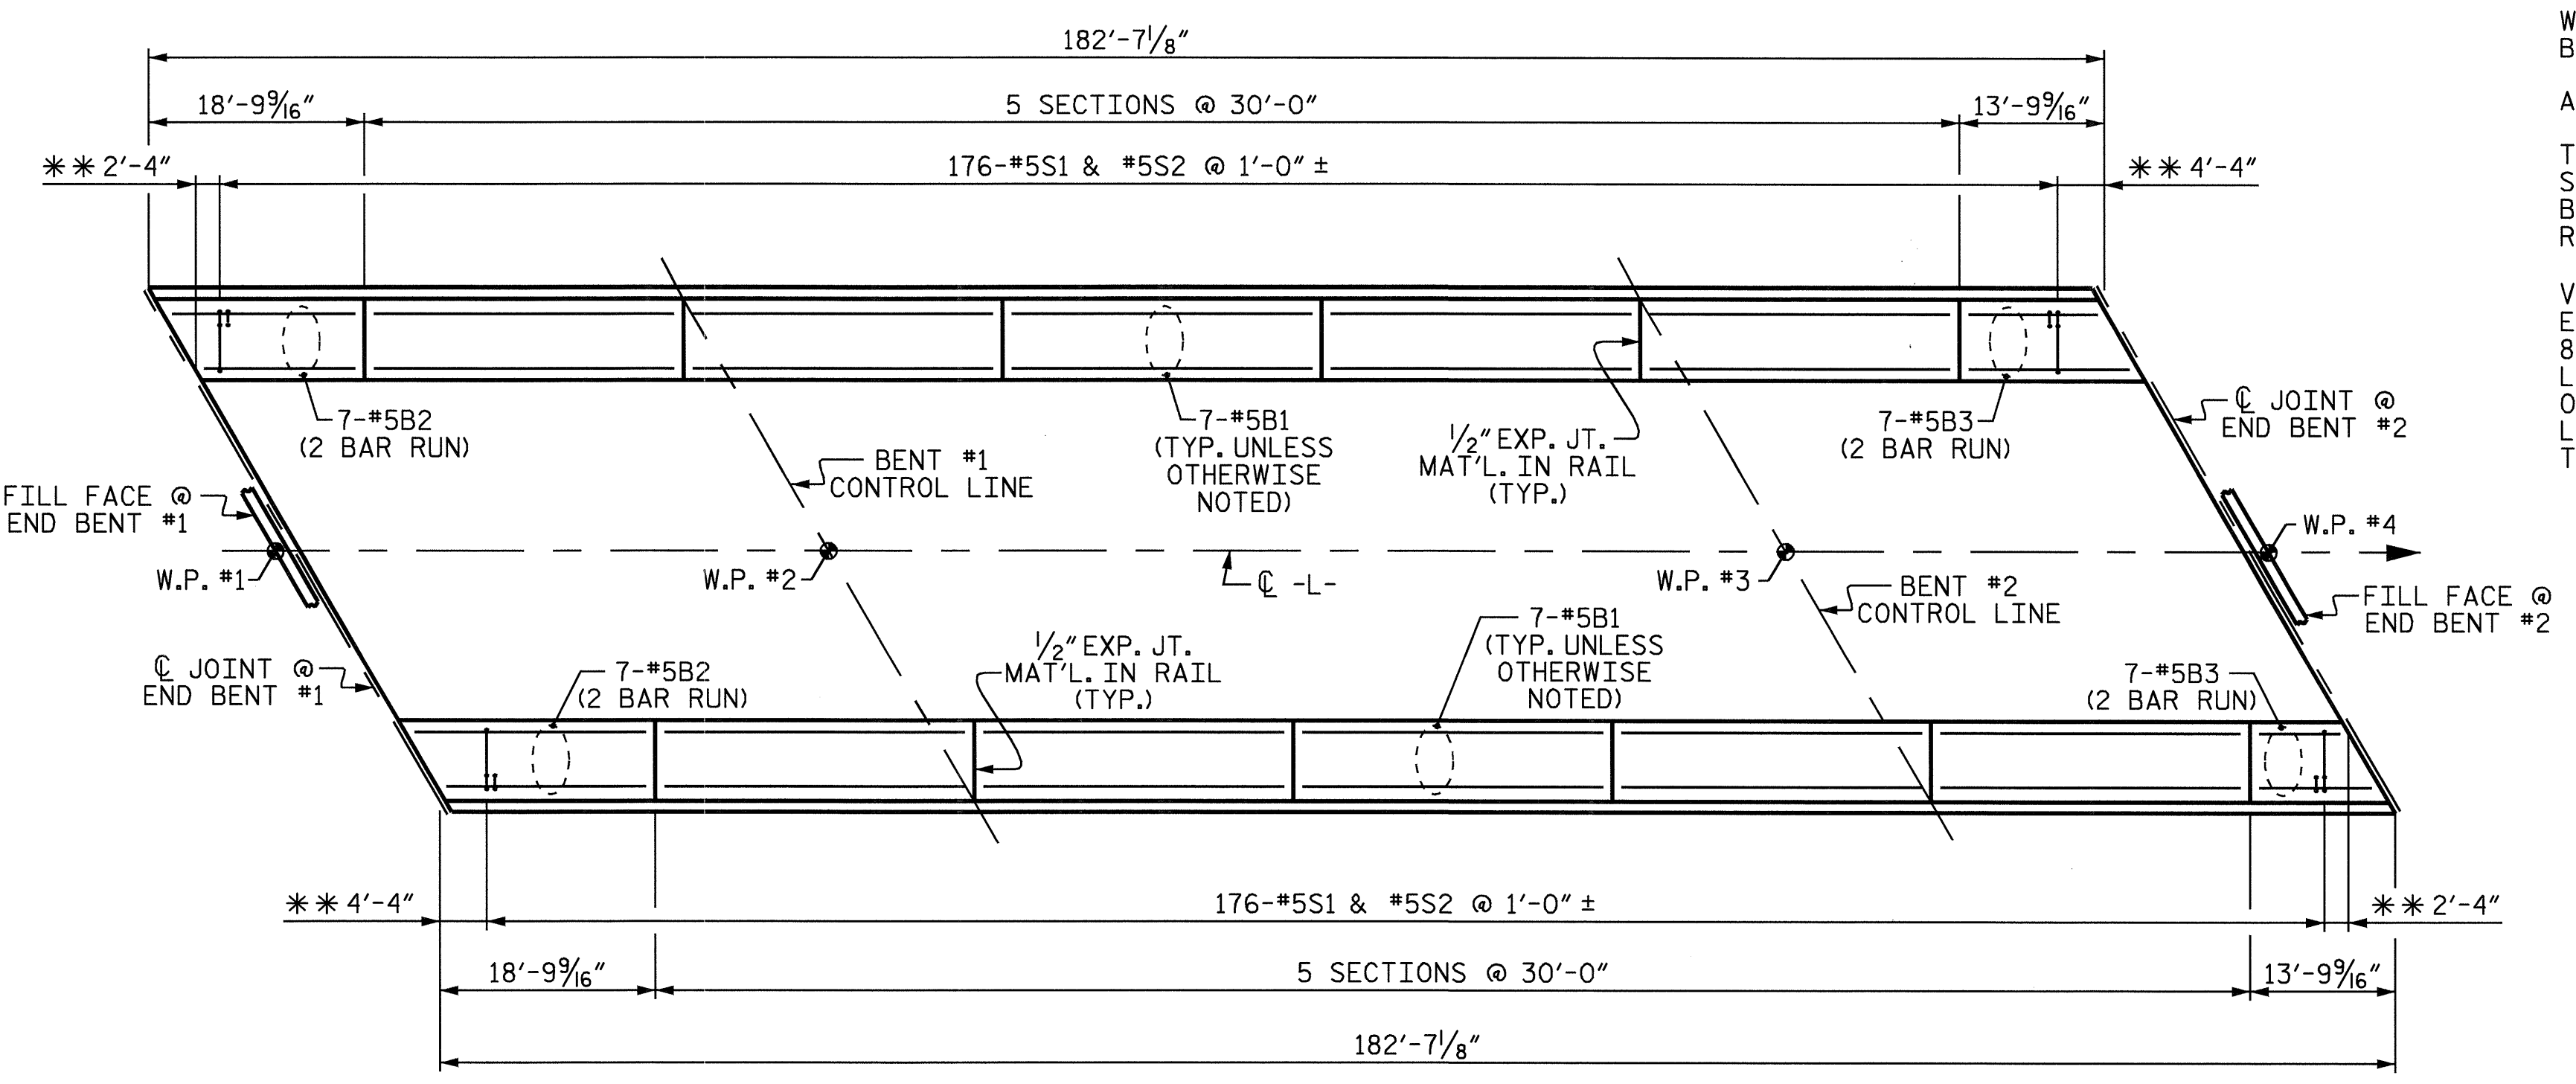 182'-7 1/8"
18'-9 9/16"
5 SECTIONS @ 30'-0"
13'-9 9/16"
** 2'-4"
176-#5S1 & #5S2 @ 1'-0" ±
** 4'-4"
7-#5B2
(2 BAR RUN)
7-#5B1
(TYP. UNLESS
OTHERWISE
NOTED)
1/2" EXP. JT.
MAT'L. IN RAIL
(TYP.)
7-#5B3
(2 BAR RUN)
℄ JOINT @
END BENT #2
BENT #1
CONTROL LINE
FILL FACE @
END BENT #1
W.P. #1
W.P. #2
℄ -L-
W.P. #3
W.P. #4
BENT #2
CONTROL LINE
FILL FACE @
END BENT #2
℄ JOINT @
END BENT #1
7-#5B2
(2 BAR RUN)
1/2" EXP. JT.
MAT'L. IN RAIL
(TYP.)
7-#5B1
(TYP. UNLESS
OTHERWISE
NOTED)
7-#5B3
(2 BAR RUN)
** 4'-4"
176-#5S1 & #5S2 @ 1'-0" ±
** 2'-4"
18'-9 9/16"
5 SECTIONS @ 30'-0"
13'-9 9/16"
182'-7 1/8"
W
B
A
T
S
B
R
V
E
8
L
O
L
T